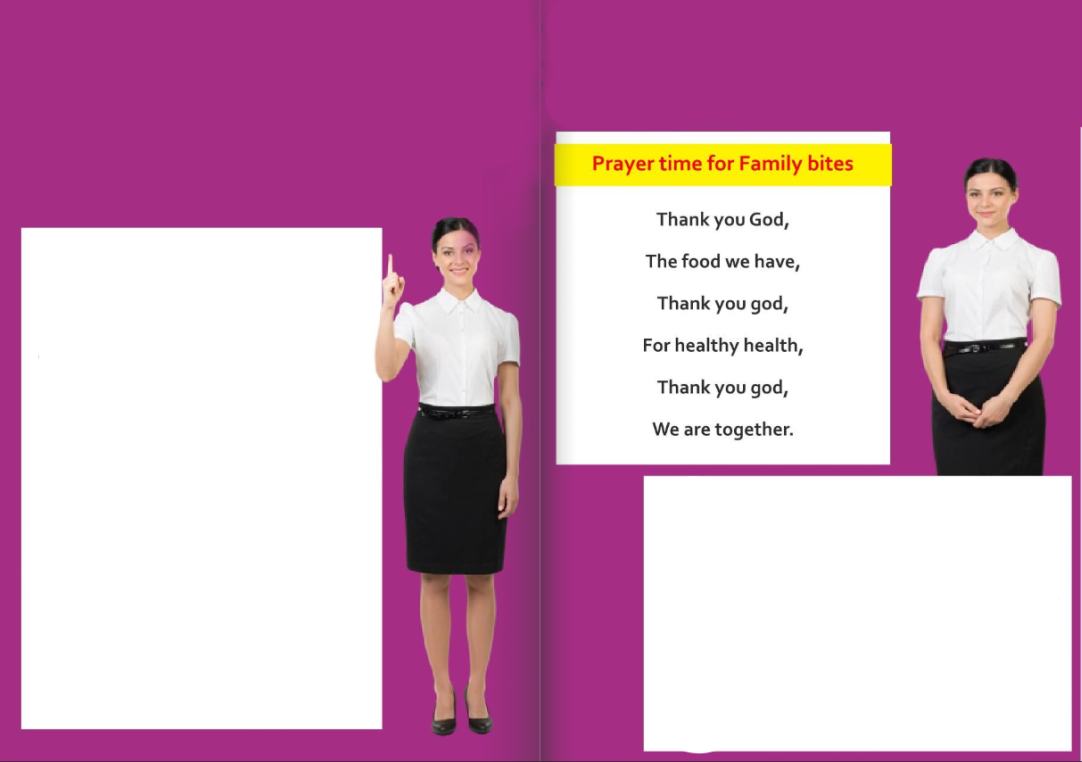 Prayer time for Family bites
Thank you God,
The food we have,
Thank you god,
For healthy health,
Thank you god,
We are together.